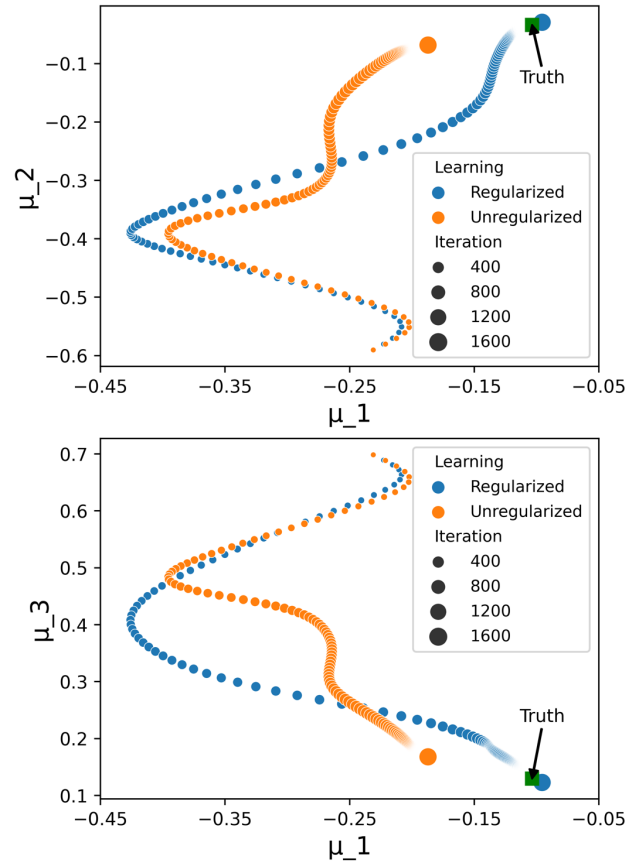 −0.1
−0.2
−0.3
−0.4
−0.5
−0.6
μ_2
−0.45
−0.35
−0.25
−0.15
−0.05
μ_1
Truth
Learning
Regularized
Unregularized
Iteration
400
800
1200
1600
0.7
0.6
0.5
0.4
0.3
0.2
0.1
μ_3
−0.45
−0.35
−0.25
−0.15
−0.05
μ_1
Learning
Regularized
Unregularized
Iteration
400
800
1200
1600
Truth